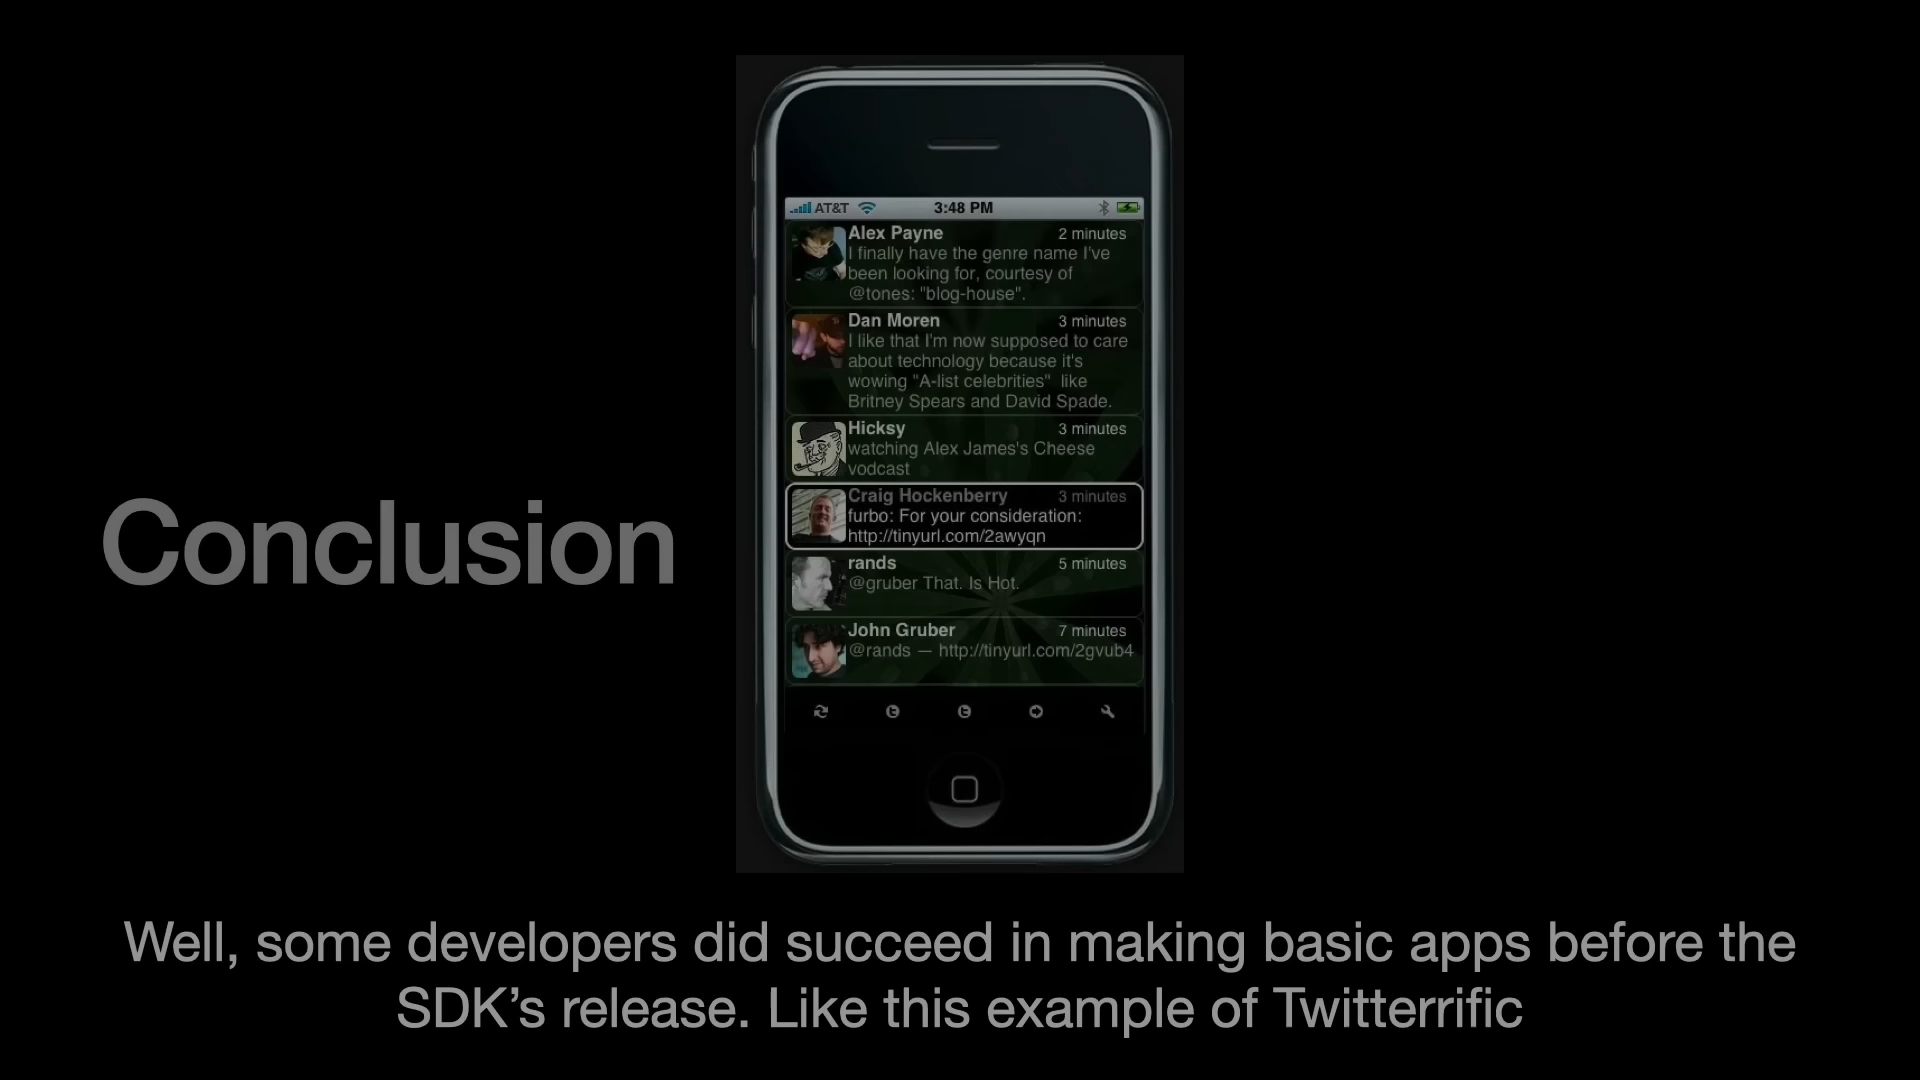 Conclusion
AT&T 3:48 PM
Alex Payne 2 minutes
I finally have the genre name I've
been looking for, courtesy of
@tones: "blog-house".
Dan Moren 3 minutes
I like that I'm now supposed to care
about technology because it's
wowing "A-list celebrities" like
Britney Spears and David Spade.
Hicksy 3 minutes
watching Alex James's Cheese
vodcast
Craig Hockenberry 3 minutes
furbo: For your consideration:
http://tinyurl.com/2awyqn
rands 5 minutes
@gruber That. Is Hot.
John Gruber 7 minutes
@rands — http://tinyurl.com/2gvub4
Well, some developers did succeed in making basic apps before the
SDK’s release. Like this example of Twitterrific